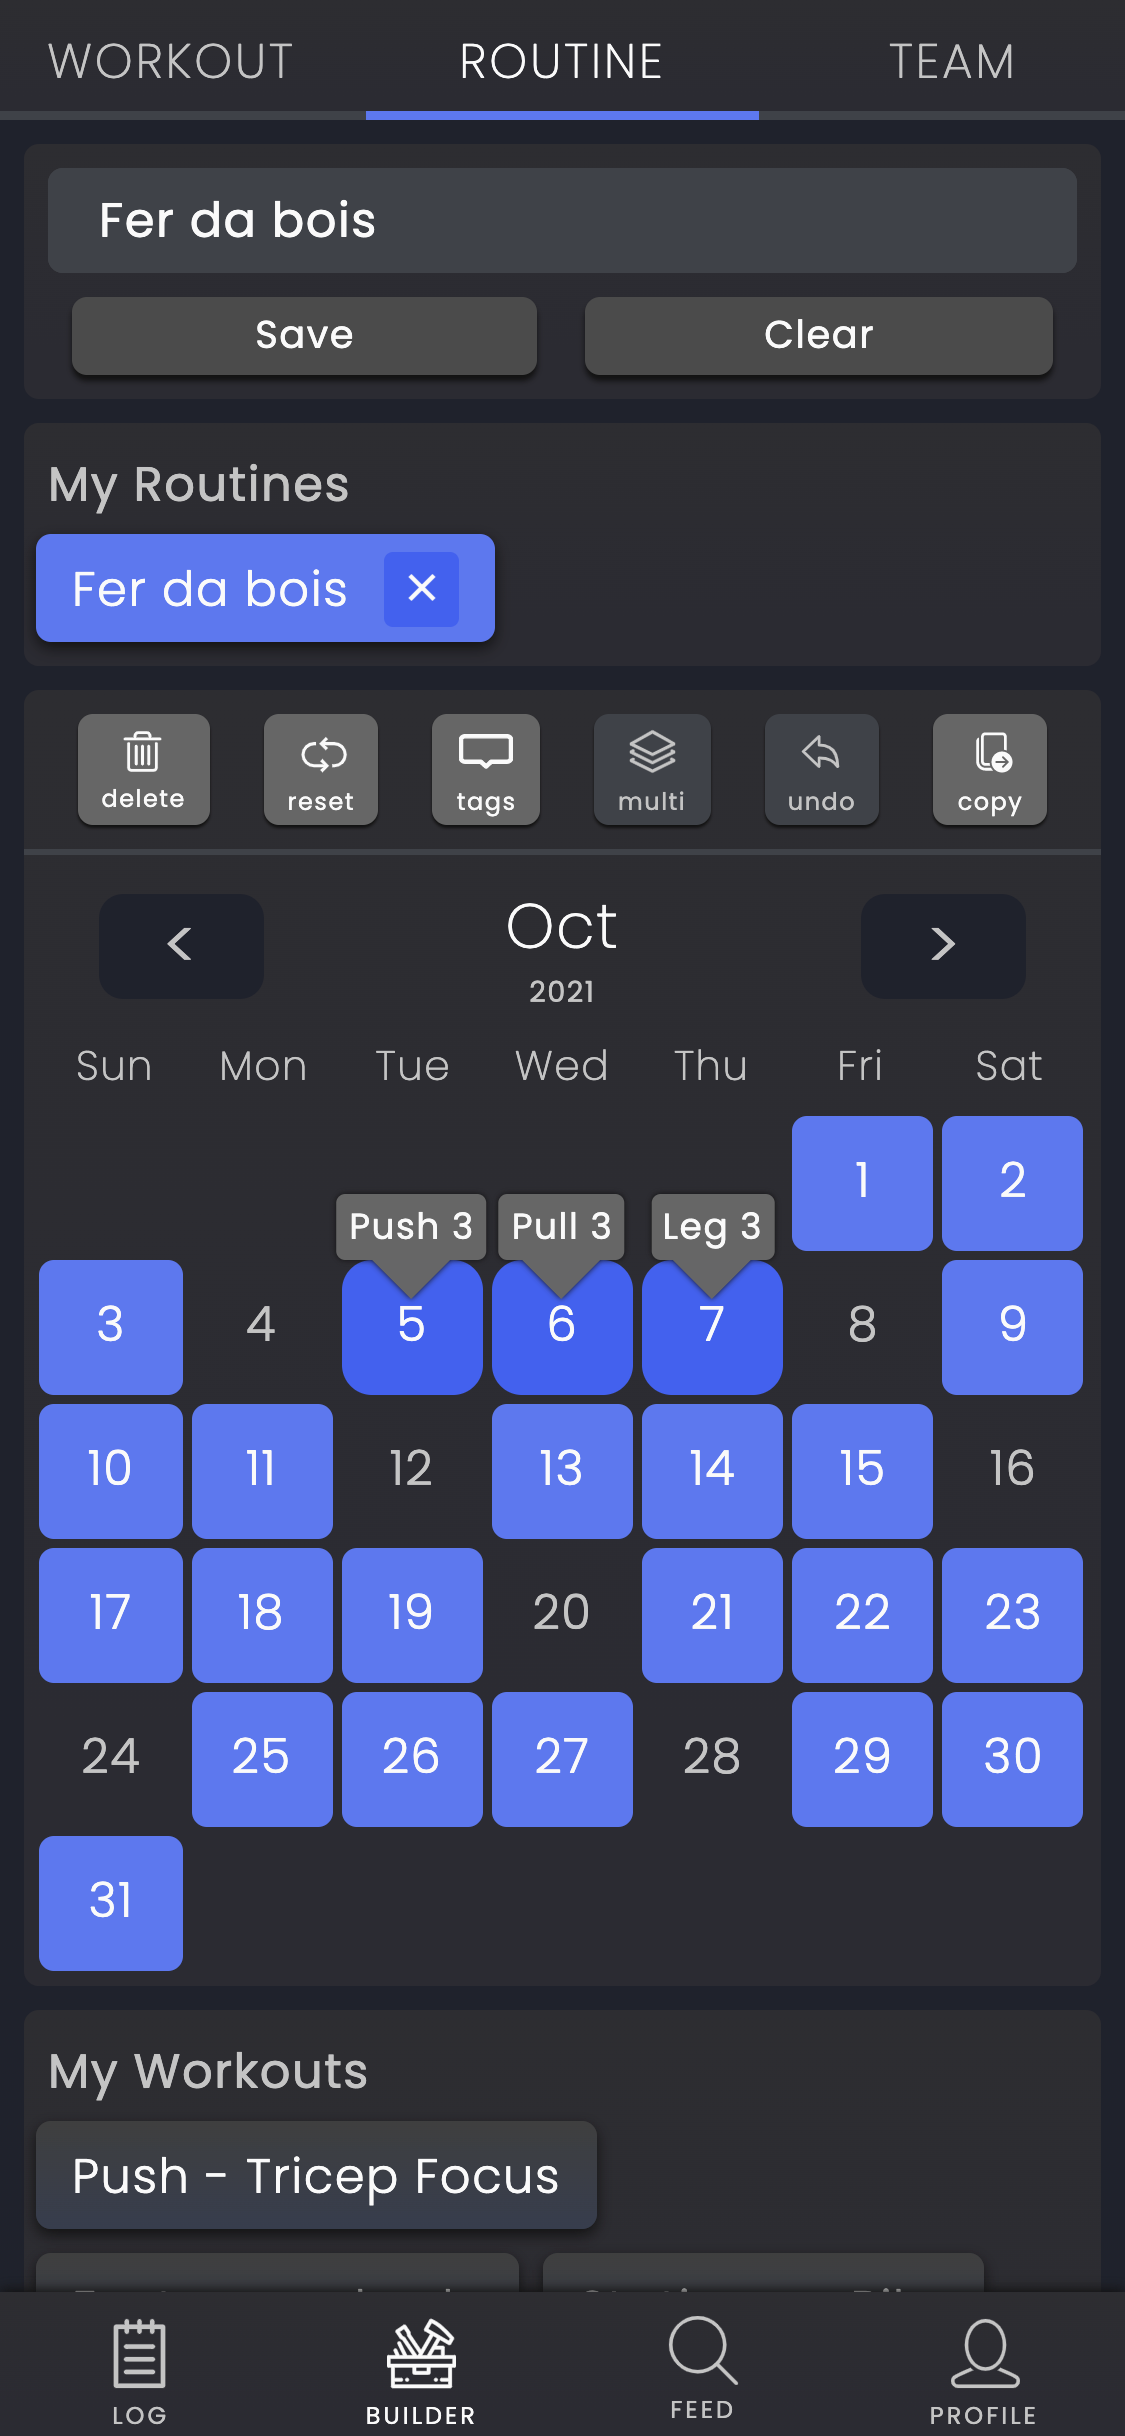 WORKOUT ROUTINE TEAM
Fer da bois
Save Clear
My Routines
Fer da bois ×
delete reset tags multi undo copy
< Oct >
2021
Sun Mon Tue Wed Thu Fri Sat
1 2
Push 3 Pull 3 Leg 3
3 4 5 6 7 8 9
10 11 12 13 14 15 16
17 18 19 20 21 22 23
24 25 26 27 28 29 30
31
My Workouts
Push - Tricep Focus
LOG BUILDER FEED PROFILE